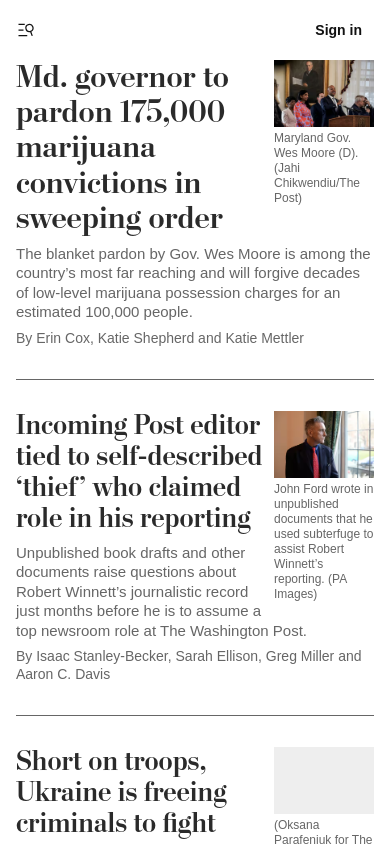 Sign in
Md. governor to
pardon 175,000
marijuana
convictions in
sweeping order
Maryland Gov.
Wes Moore (D).
(Jahi
Chikwendiu/The
Post)
The blanket pardon by Gov. Wes Moore is among the
country’s most far reaching and will forgive decades
of low-level marijuana possession charges for an
estimated 100,000 people.
By Erin Cox, Katie Shepherd and Katie Mettler
Incoming Post editor
tied to self-described
‘thief” who claimed
role in his reporting
John Ford wrote in
unpublished
documents that he
used subterfuge to
assist Robert
Winnett’s
reporting. (PA
Images)
Unpublished book drafts and other
documents raise questions about
Robert Winnett’s journalistic record
just months before he is to assume a
top newsroom role at The Washington Post.
By Isaac Stanley-Becker, Sarah Ellison, Greg Miller and
Aaron C. Davis
Short on troops,
Ukraine is freeing
criminals to fight
(Oksana
Parafeniuk for The